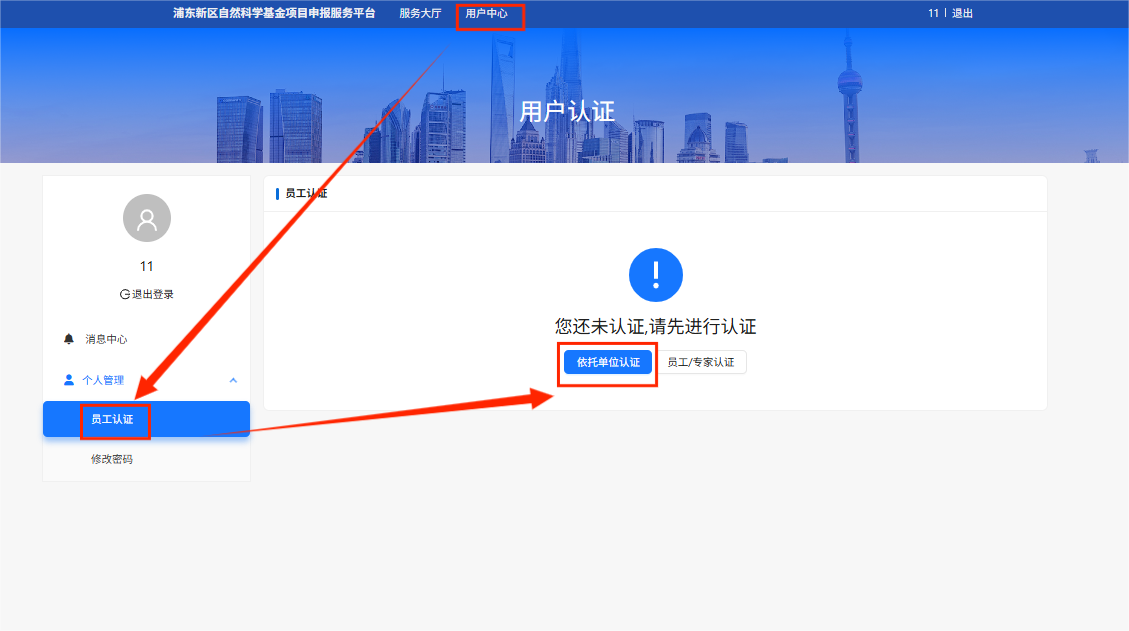 浦东新区自然科学基金项目申报服务平台 服务大厅 用户中心 11 | 退出
用户认证
员工认证
11
退出登录
消息中心
个人管理
员工认证
修改密码
您还未认证,请先进行认证
依托单位认证 员工/专家认证